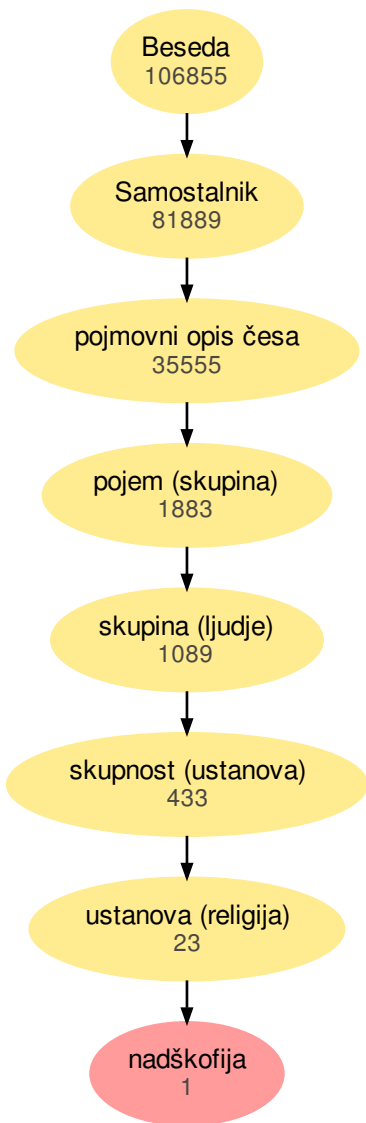 Beseda
106855
Samostalnik
81889
pojmovni opis česa
35555
pojem (skupina)
1883
skupina (ljudje)
1089
skupnost (ustanova)
433
ustanova (religija)
23
nadškofija
1